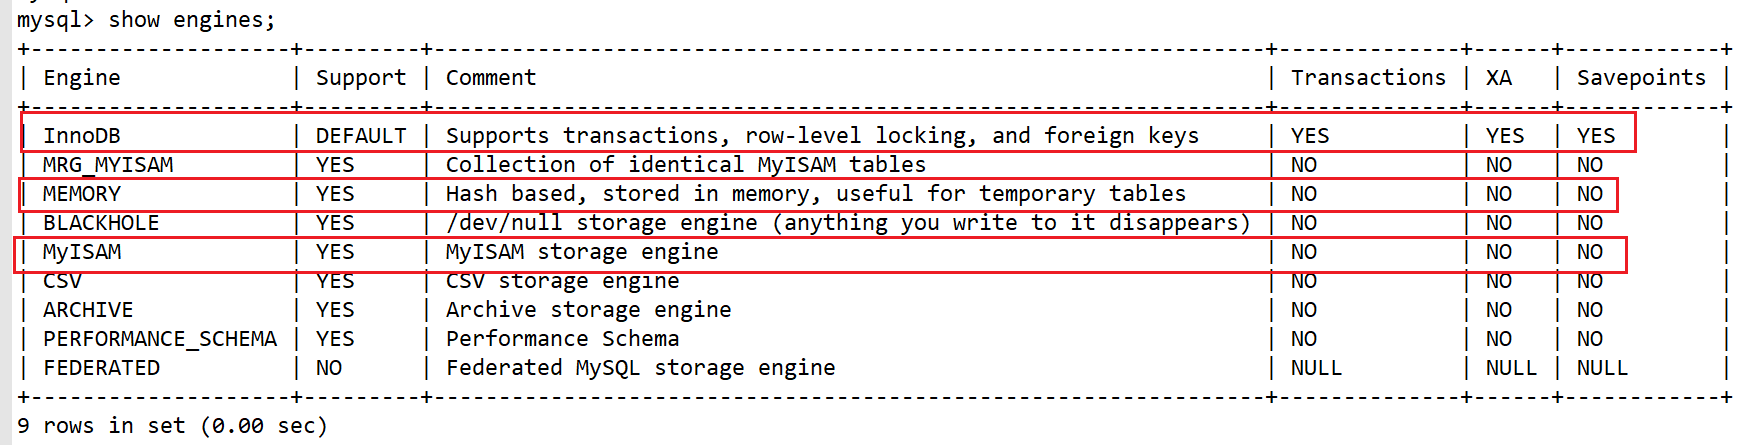 mysql> show engines;
+--------------------+---------+----------------------------------------------------------------+--------------+------+------------+
| Engine             | Support | Comment                                                        | Transactions | XA   | Savepoints |
+--------------------+---------+----------------------------------------------------------------+--------------+------+------------+
| InnoDB             | DEFAULT | Supports transactions, row-level locking, and foreign keys     | YES          | YES  | YES        |
| MRG_MYISAM         | YES     | Collection of identical MyISAM tables                          | NO           | NO   | NO         |
| MEMORY             | YES     | Hash based, stored in memory, useful for temporary tables      | NO           | NO   | NO         |
| BLACKHOLE          | YES     | /dev/null storage engine (anything you write to it disappears) | NO           | NO   | NO         |
| MyISAM             | YES     | MyISAM storage engine                                          | NO           | NO   | NO         |
| CSV                | YES     | CSV storage engine                                             | NO           | NO   | NO         |
| ARCHIVE            | YES     | Archive storage engine                                         | NO           | NO   | NO         |
| PERFORMANCE_SCHEMA | YES     | Performance Schema                                             | NO           | NO   | NO         |
| FEDERATED          | NO      | Federated MySQL storage engine                                 | NULL         | NULL | NULL       |
+--------------------+---------+----------------------------------------------------------------+--------------+------+------------+
9 rows in set (0.00 sec)